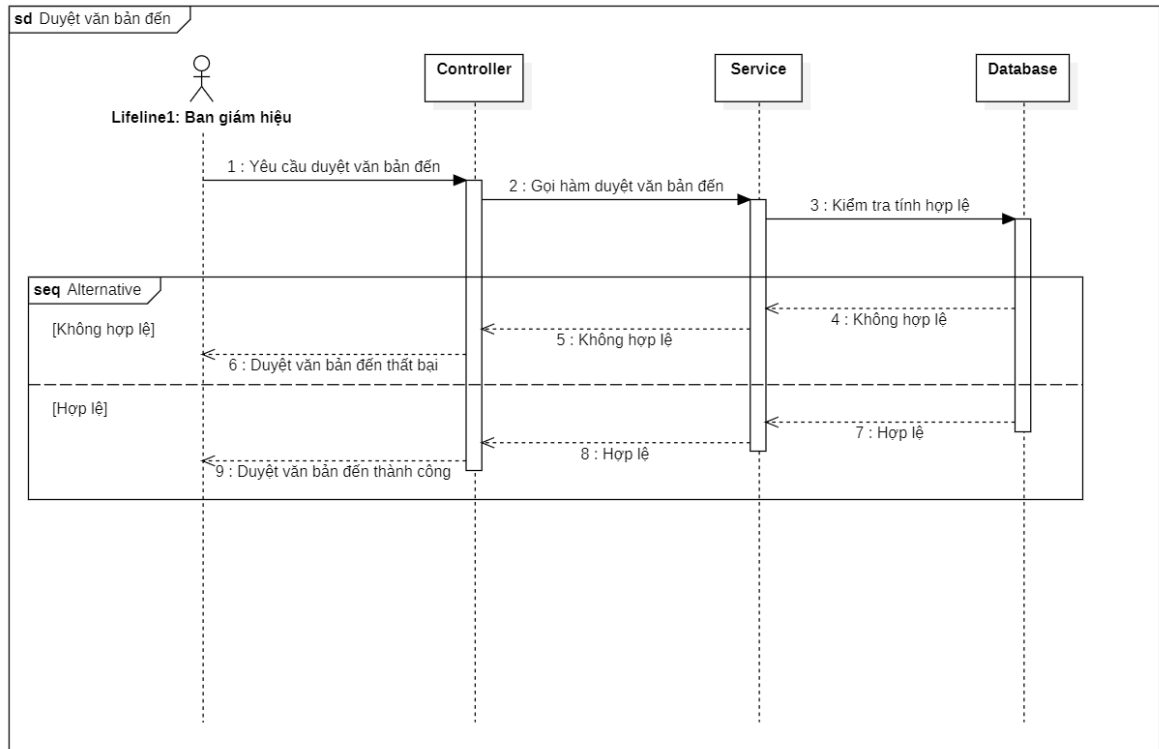 sd Duyệt văn bản đến
Controller
Service
Database
Lifeline1: Ban giám hiệu
1 : Yêu cầu duyệt văn bản đến
2 : Gọi hàm duyệt văn bản đến
3 : Kiểm tra tính hợp lệ
seq Alternative
[Không hợp lệ]
4 : Không hợp lệ
5 : Không hợp lệ
6 : Duyệt văn bản đến thất bại
[Hợp lệ]
7 : Hợp lệ
8 : Hợp lệ
9 : Duyệt văn bản đến thành công